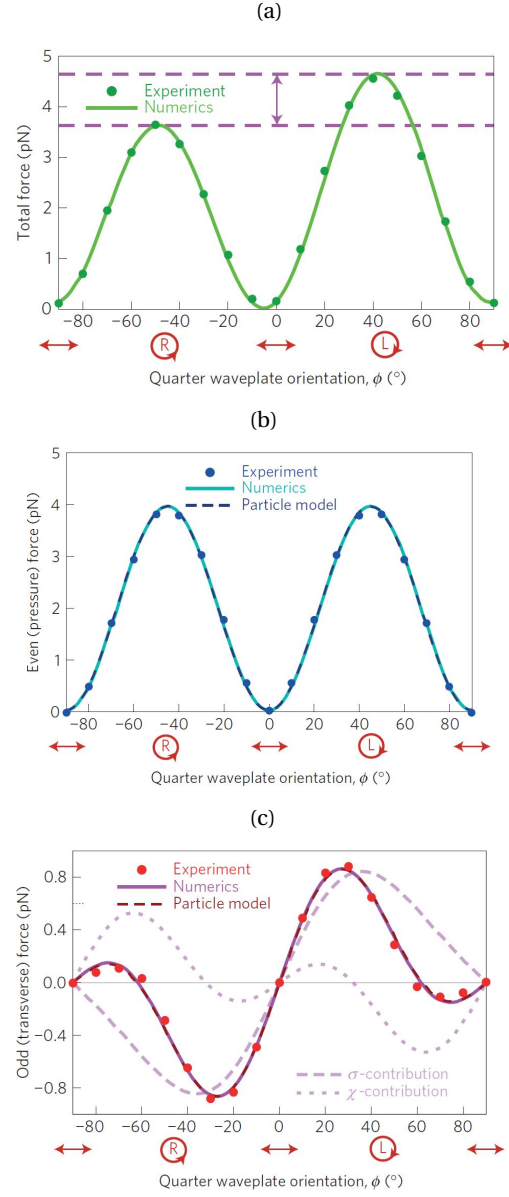 (a)
Total force (pN)
5
4
3
2
1
0
Experiment
Numerics
−80 −60 −40 −20 0 20 40 60 80
R L
Quarter waveplate orientation, ϕ (°)
(b)
Even (pressure) force (pN)
5
4
3
2
1
0
Experiment
Numerics
Particle model
−80 −60 −40 −20 0 20 40 60 80
R L
Quarter waveplate orientation, ϕ (°)
(c)
Odd (transverse) force (pN)
0.8
0.4
0.0
−0.4
−0.8
Experiment
Numerics
Particle model
σ-contribution
χ-contribution
−80 −60 −40 −20 0 20 40 60 80
R L
Quarter waveplate orientation, ϕ (°)